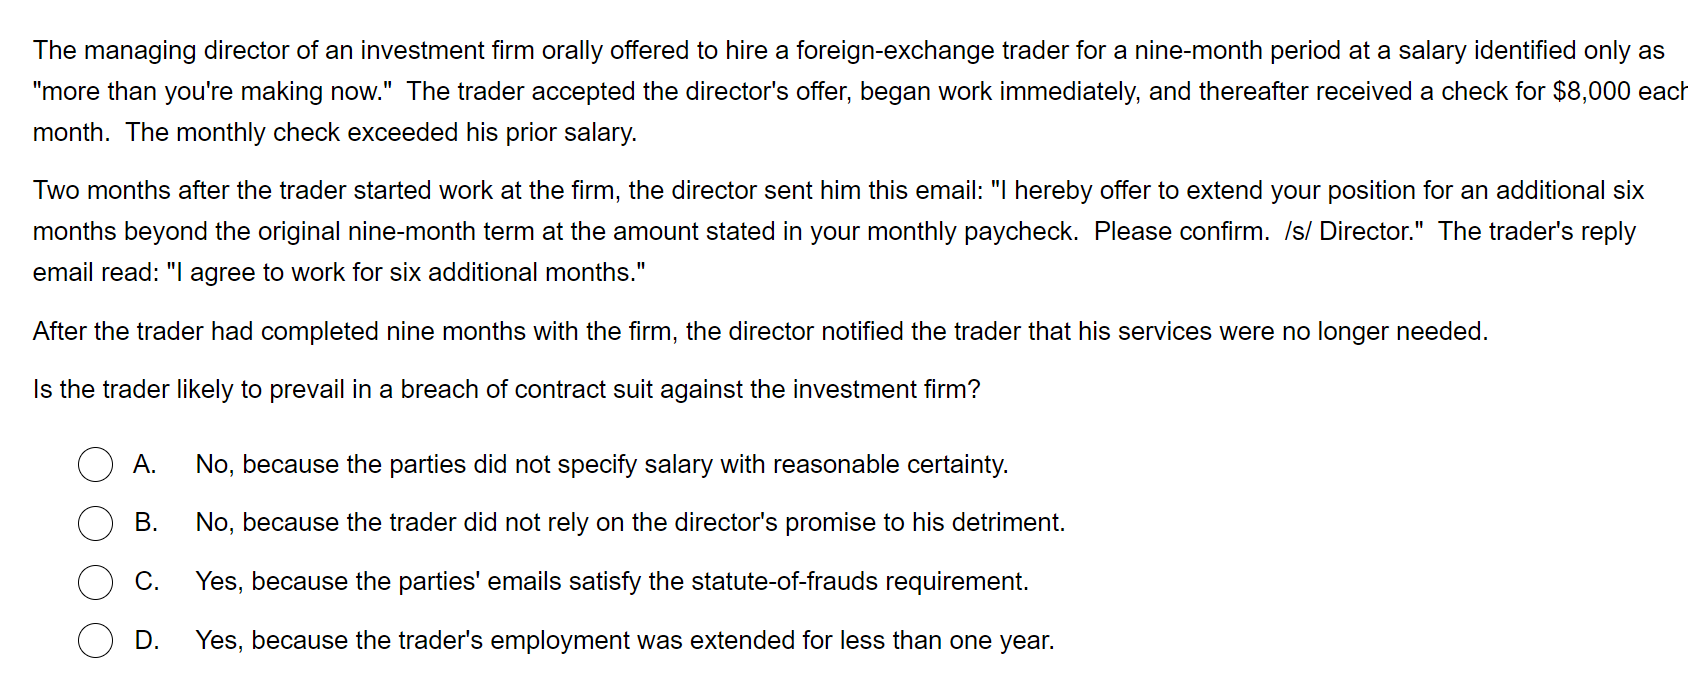 The managing director of an investment firm orally offered to hire a foreign-exchange trader for a nine-month period at a salary identified only as
"more than you're making now."  The trader accepted the director's offer, began work immediately, and thereafter received a check for $8,000 each
month.  The monthly check exceeded his prior salary.
Two months after the trader started work at the firm, the director sent him this email: "I hereby offer to extend your position for an additional six
months beyond the original nine-month term at the amount stated in your monthly paycheck.  Please confirm.  /s/ Director."  The trader's reply
email read: "I agree to work for six additional months."
After the trader had completed nine months with the firm, the director notified the trader that his services were no longer needed.
Is the trader likely to prevail in a breach of contract suit against the investment firm?
A. No, because the parties did not specify salary with reasonable certainty.
B. No, because the trader did not rely on the director's promise to his detriment.
C. Yes, because the parties' emails satisfy the statute-of-frauds requirement.
D. Yes, because the trader's employment was extended for less than one year.